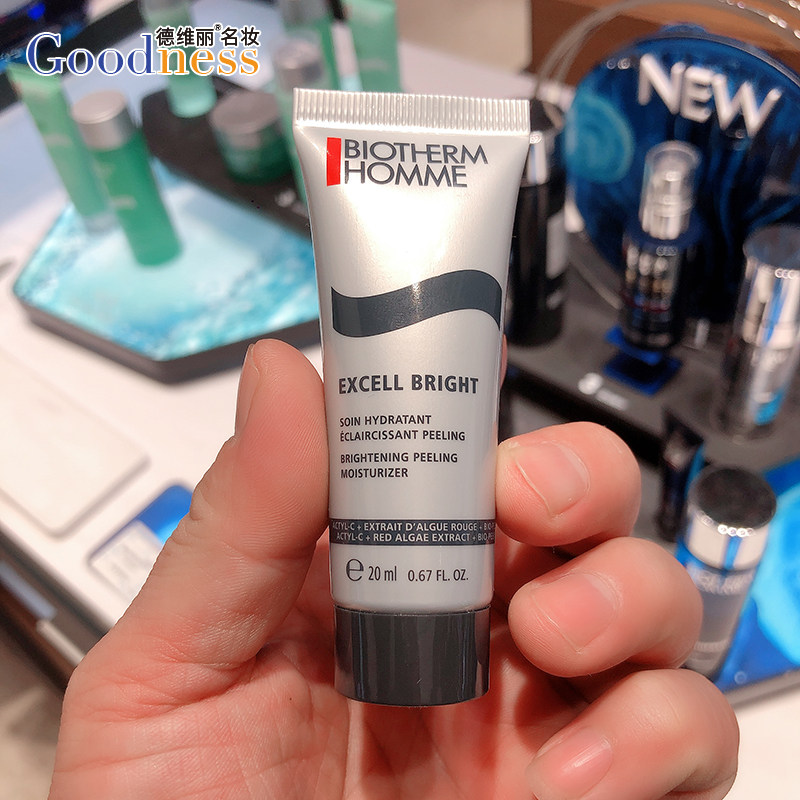 德维丽®名妆
Goodness
NEW
BIOTHERM
HOMME
EXCELL BRIGHT
SOIN HYDRATANT
ÉCLAIRCISSANT PEELING
BRIGHTENING PEELING
MOISTURIZER
ACTYL-C + EXTRAIT D'ALGUE ROUGE +
ACTYL-C + RED ALGAE EXTRACT +
e 20 ml 0.67 FL. OZ.